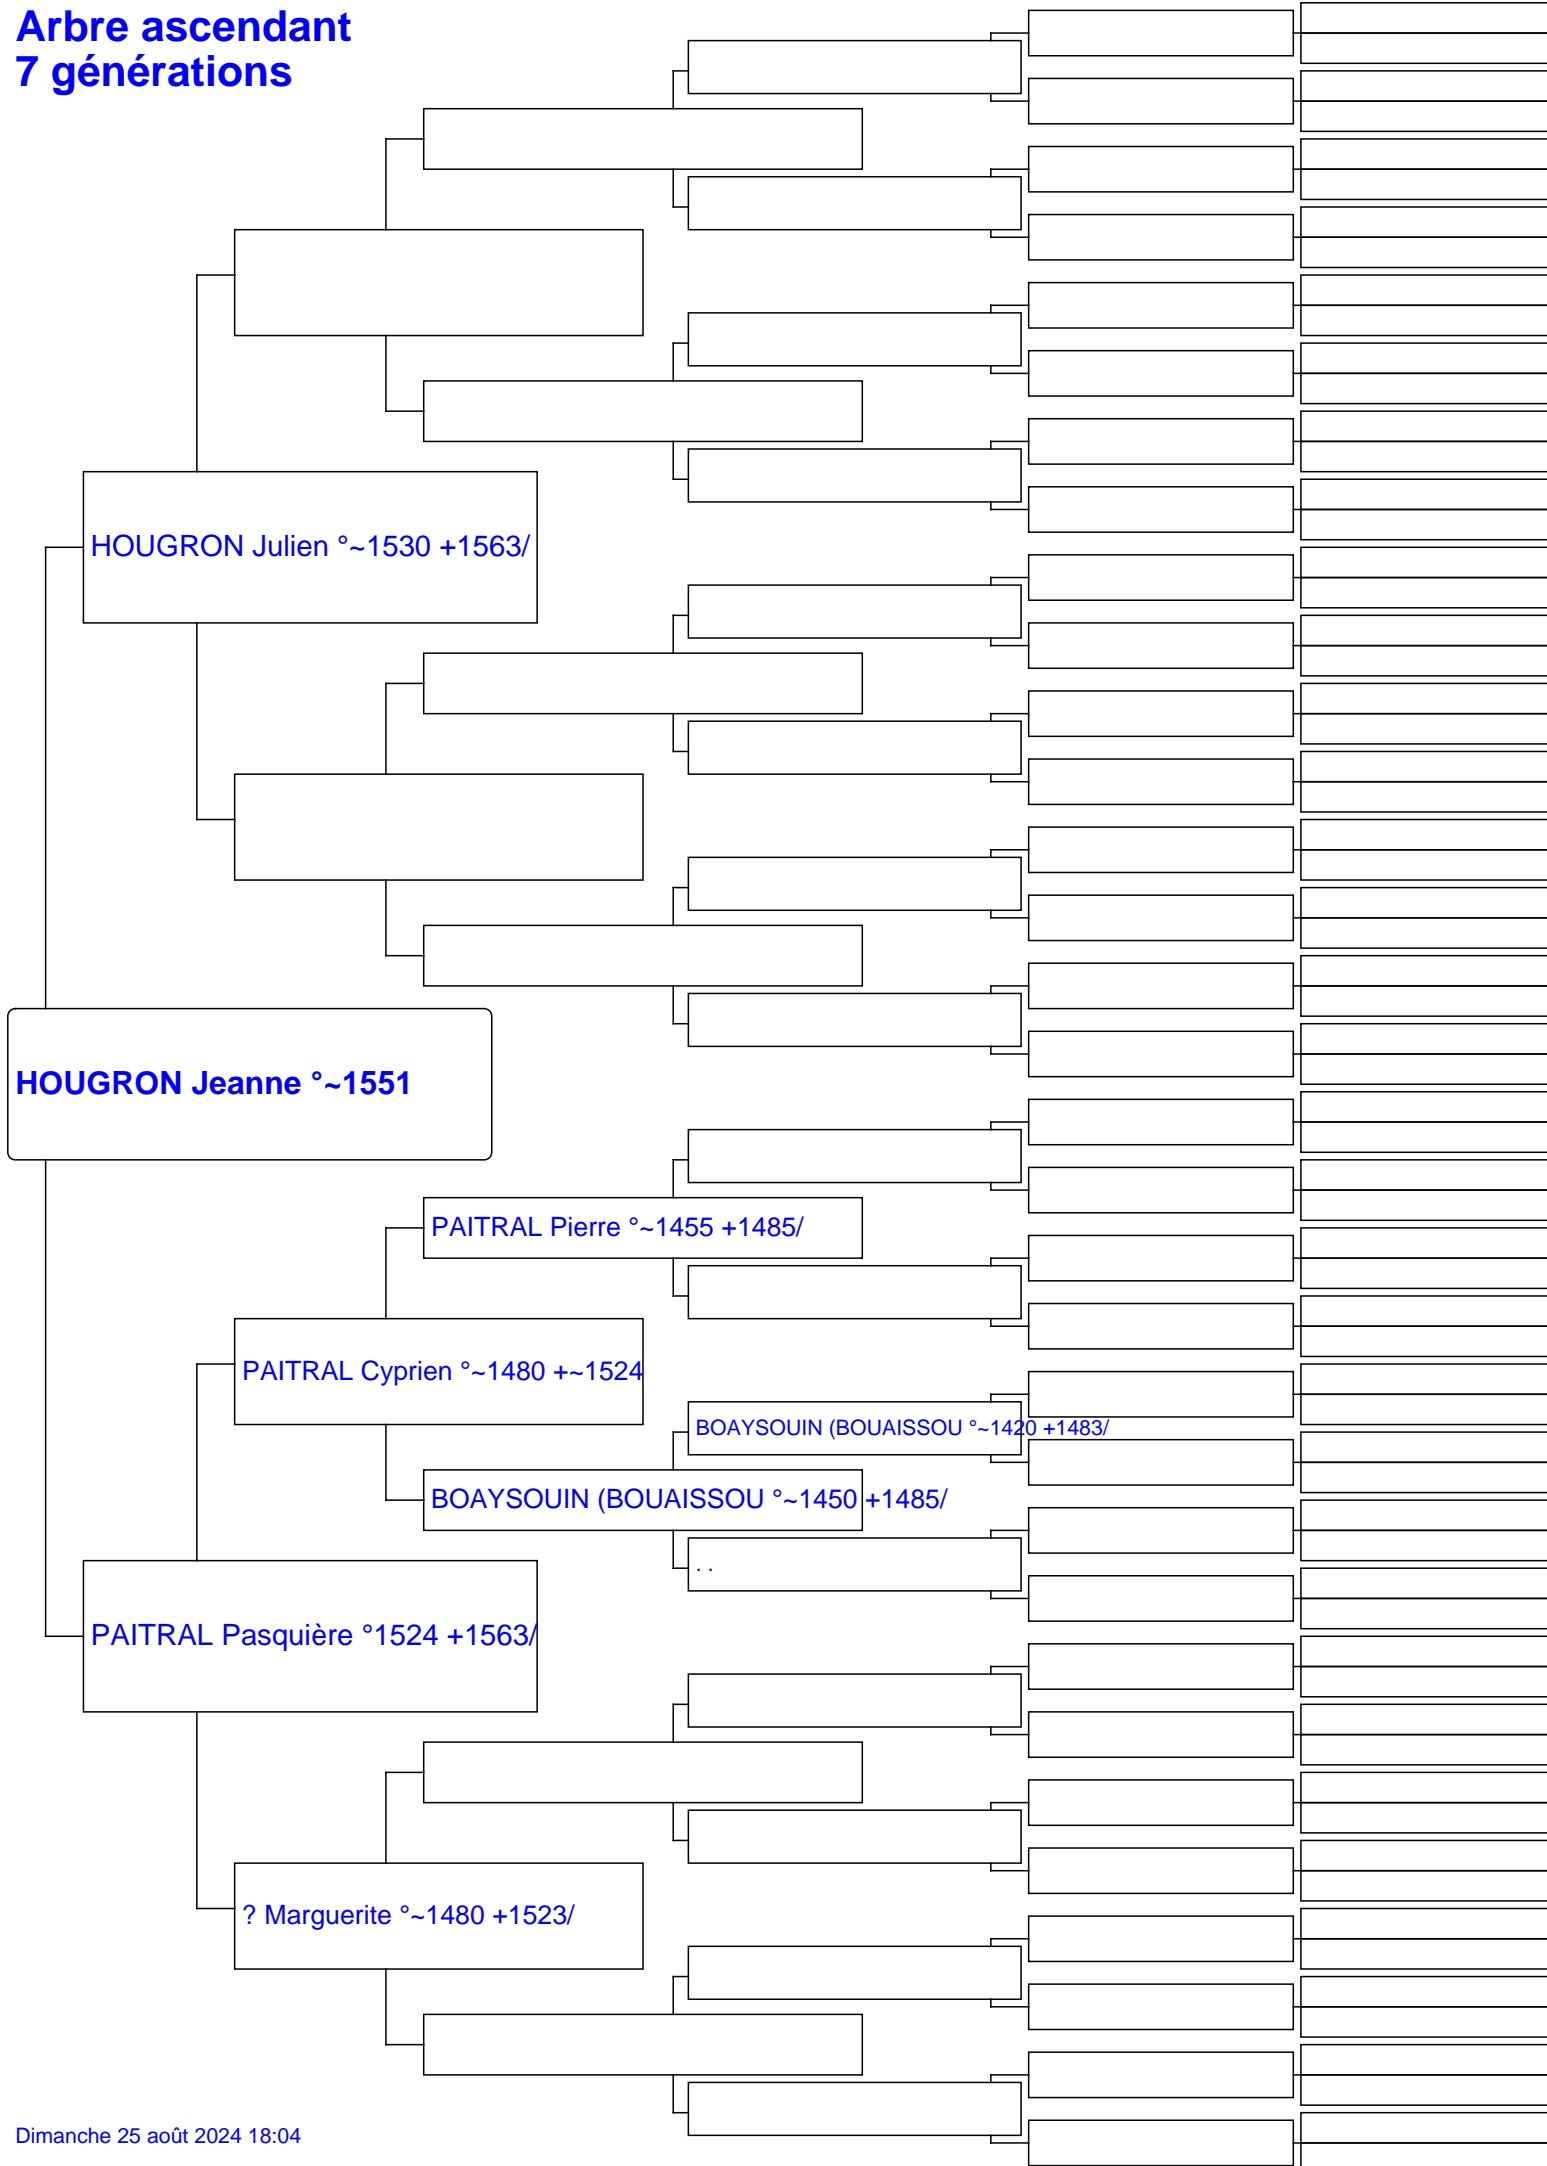 Arbre ascendant
7 générations
HOUGRON Julien °~1530 +1563/
HOUGRON Jeanne °~1551
PAITRAL Pierre °~1455 +1485/
PAITRAL Cyprien °~1480 +~1524
BOAYSOUIN (BOUAISSOU °~1420 +1483/
BOAYSOUIN (BOUAISSOU °~1450 +1485/
. .
PAITRAL Pasquière °1524 +1563/
? Marguerite °~1480 +1523/
Dimanche 25 août 2024 18:04